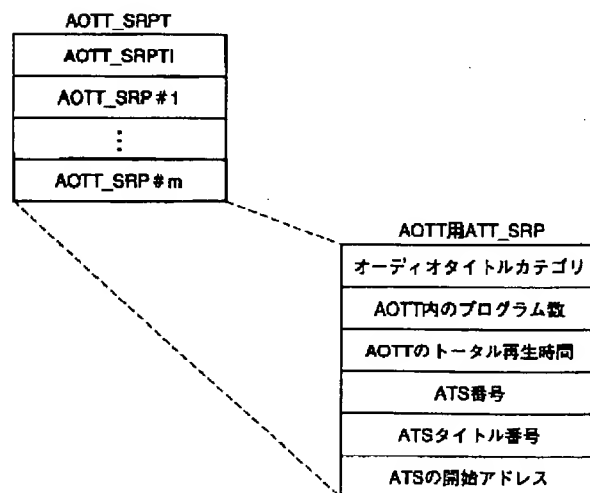 AOTT_SRPT
AOTT_SRPTI
AOTT_SRP#1
⋮
AOTT_SRP#m
AOTT用ATT_SRP
オーディオタイトルカテゴリ
AOTT内のプログラム数
AOTTのトータル再生時間
ATS番号
ATSタイトル番号
ATSの開始アドレス